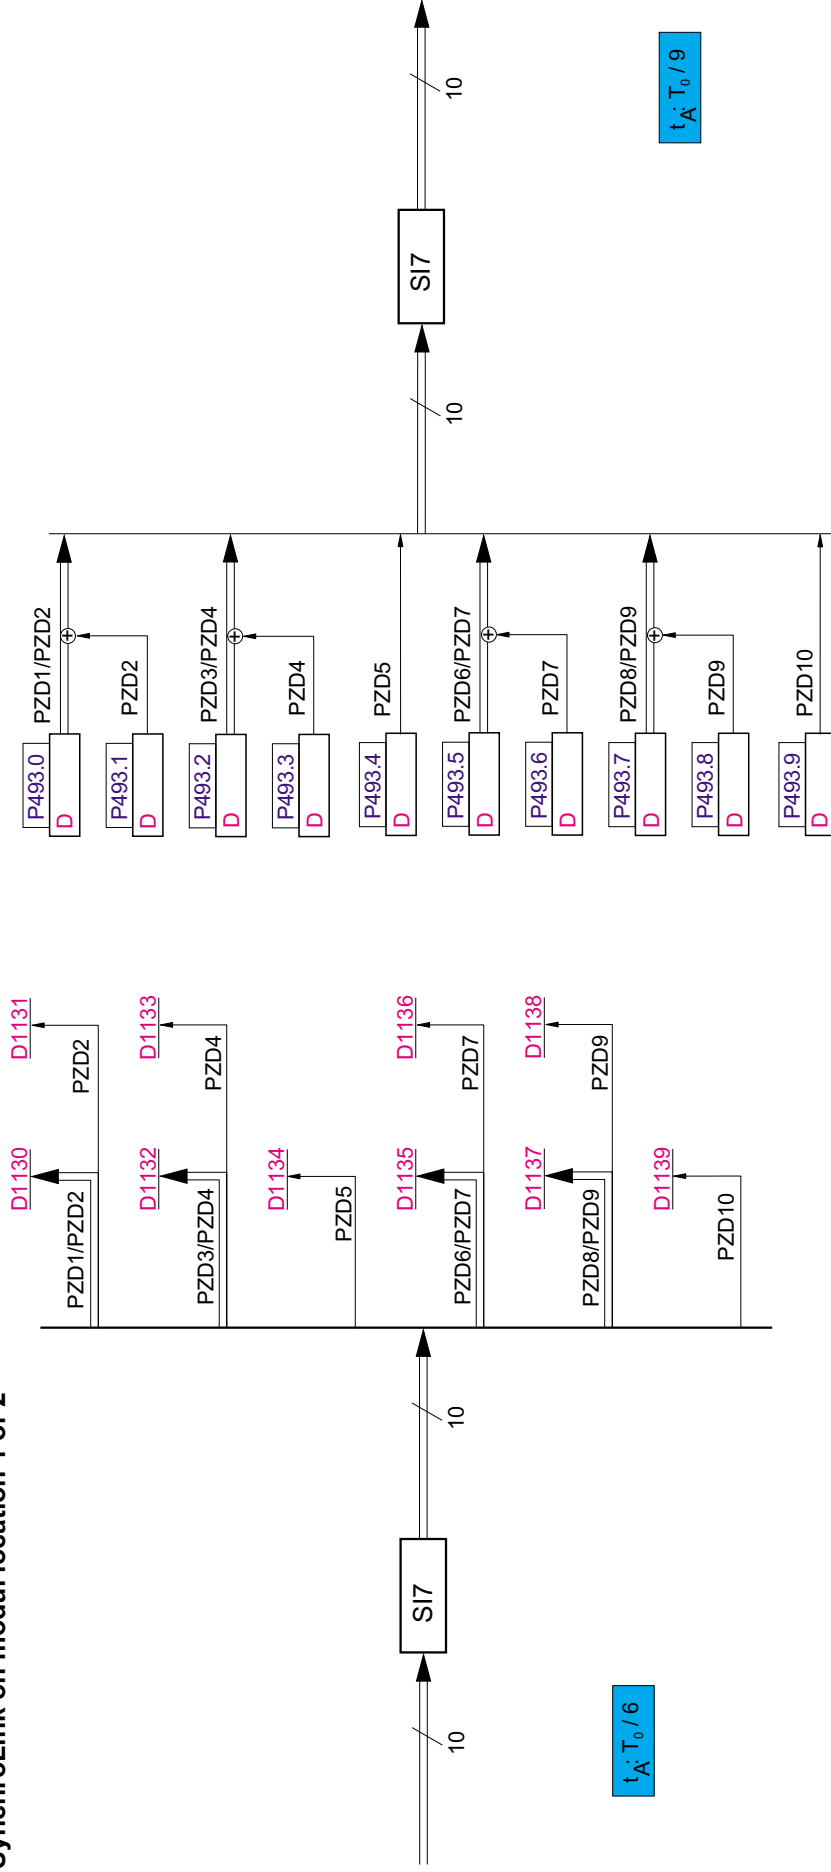 SynchroLink on modul location 1 or 2
10
SI7
10
tA: T0 / 6
PZD1/PZD2
D1130
PZD2
D1131
PZD3/PZD4
D1132
PZD4
D1133
PZD5
D1134
PZD6/PZD7
D1135
PZD7
D1136
PZD8/PZD9
D1137
PZD9
D1138
PZD10
D1139
P493.0
D
PZD1/PZD2
P493.1
D
PZD2
P493.2
D
PZD3/PZD4
P493.3
D
PZD4
P493.4
D
PZD5
P493.5
D
PZD6/PZD7
P493.6
D
PZD7
P493.7
D
PZD8/PZD9
P493.8
D
PZD9
P493.9
D
PZD10
10
SI7
10
tA: T0 / 9